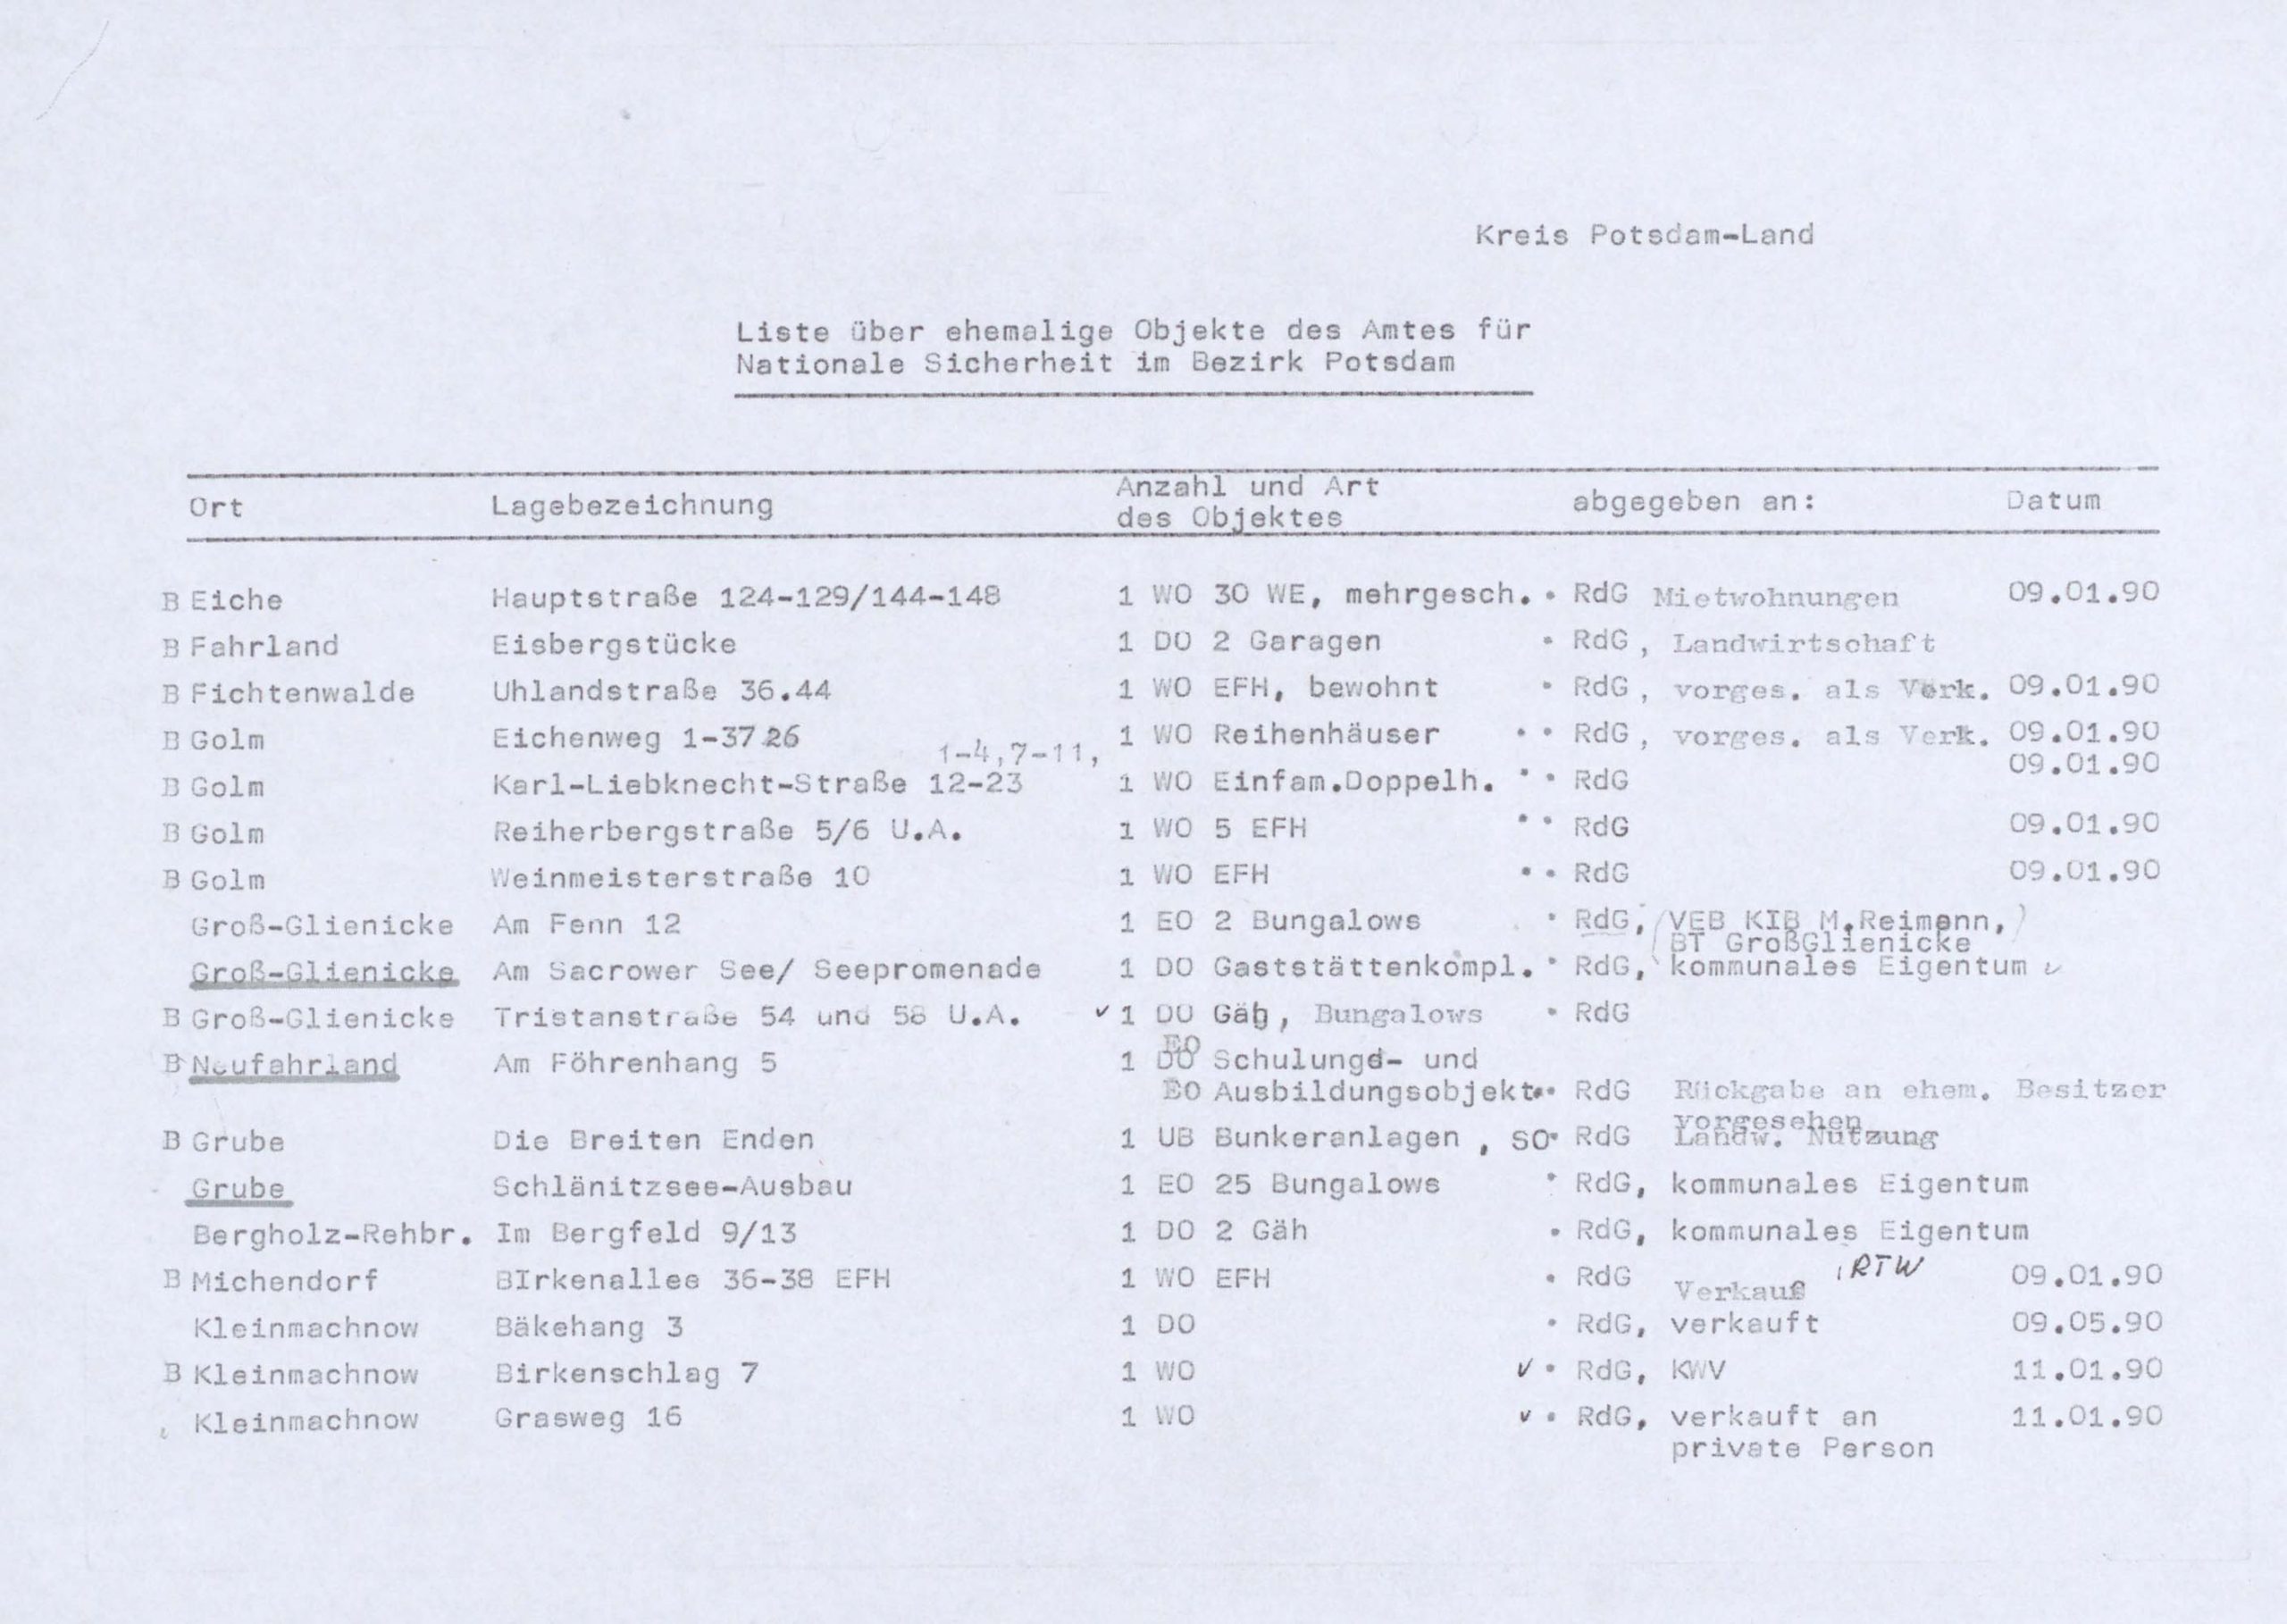 Kreis Potsdam-Land
Liste über ehemalige Objekte des Amtes für
Nationale Sicherheit im Bezirk Potsdam
Ort Lagebezeichnung Anzahl und Art des Objektes abgegeben an: Datum
B Eiche Hauptstraße 124-129/144-148 1 WO 30 WE, mehrgesch. RdG Mietwohnungen 09.01.90
B Fahrland Eisbergstücke 1 DO 2 Garagen RdG, Landwirtschaft
B Fichtenwalde Uhlandstraße 36.44 1 WO EFH, bewohnt RdG, vorges. als Verk. 09.01.90
B Golm Eichenweg 1-37 26 1 WO Reihenhäuser RdG, vorges. als Verk. 09.01.90
1-4,7-11, 09.01.90
B Golm Karl-Liebknecht-Straße 12-23 1 WO Einfam.Doppelh. RdG
B Golm Reiherbergstraße 5/6 U.A. 1 WO 5 EFH RdG 09.01.90
B Golm Weinmeisterstraße 10 1 WO EFH RdG 09.01.90
Groß-Glienicke Am Fenn 12 1 EO 2 Bungalows RdG, (VEB KIB M.Reimann,)
BT GroßGlienicke
Groß-Glienicke Am Sacrower See/ Seepromenade 1 DO Gaststättenkompl. RdG, kommunales Eigentum
B Groß-Glienicke Tristanstraße 54 und 58 U.A. ✓ 1 DO Gäh, Bungalows RdG
EO
B Neufahrland Am Föhrenhang 5 1 DO Schulungs- und
EO Ausbildungsobjekt RdG Rückgabe an ehem. Besitzer
vorgesehen
B Grube Die Breiten Enden 1 UB Bunkeranlagen, SO RdG Landw. Nutzung
Grube Schlänitzsee-Ausbau 1 EO 25 Bungalows RdG, kommunales Eigentum
Bergholz-Rehbr. Im Bergfeld 9/13 1 DO 2 Gäh RdG, kommunales Eigentum
B Michendorf BIrkenallee 36-38 EFH 1 WO EFH RdG Verkauf , RTW 09.01.90
Kleinmachnow Bäkehang 3 1 DO RdG, verkauft 09.05.90
B Kleinmachnow Birkenschlag 7 1 WO ✓ RdG, KWV 11.01.90
Kleinmachnow Grasweg 16 1 WO ✓ RdG, verkauft an 11.01.90
private Person